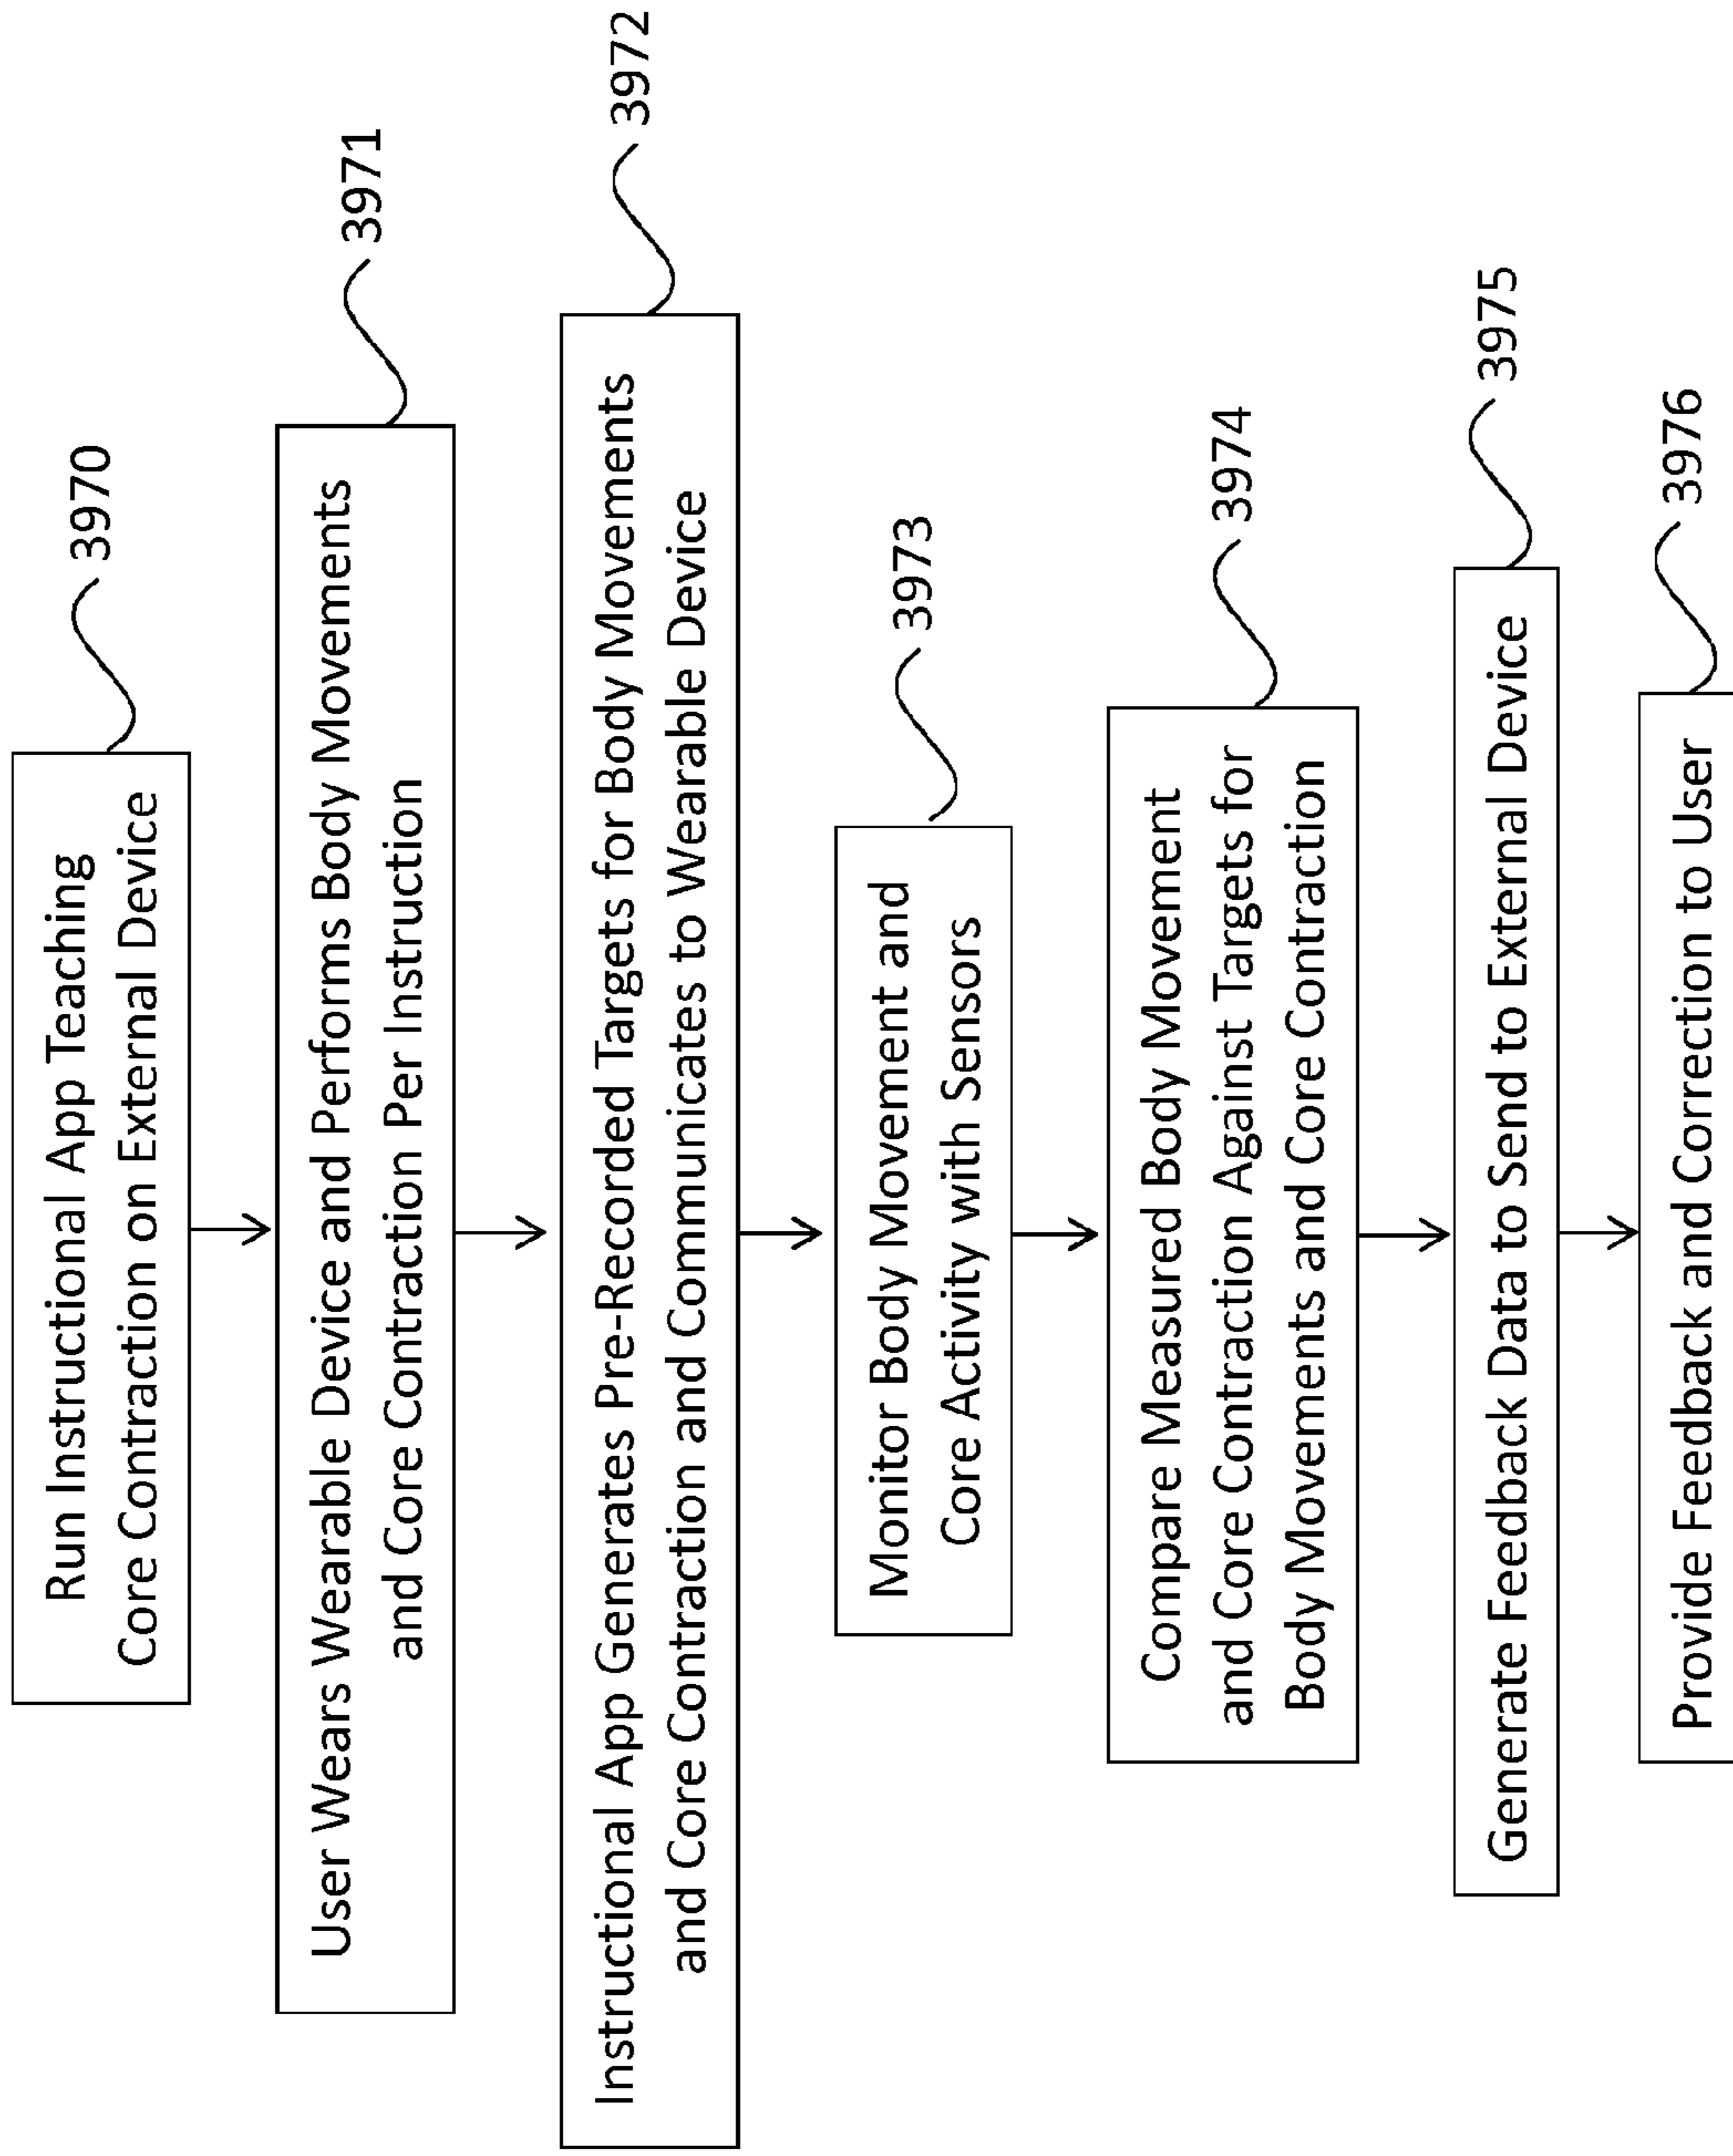 Run Instructional App Teaching
Core Contraction on External Device
3970
User Wears Wearable Device and Performs Body Movements
and Core Contraction Per Instruction
3971
Instructional App Generates Pre-Recorded Targets for Body Movements
and Core Contraction and Communicates to Wearable Device
3972
Monitor Body Movement and
Core Activity with Sensors
3973
Compare Measured Body Movement
and Core Contraction Against Targets for
Body Movements and Core Contraction
3974
Generate Feedback Data to Send to External Device
3975
Provide Feedback and Correction to User
3976